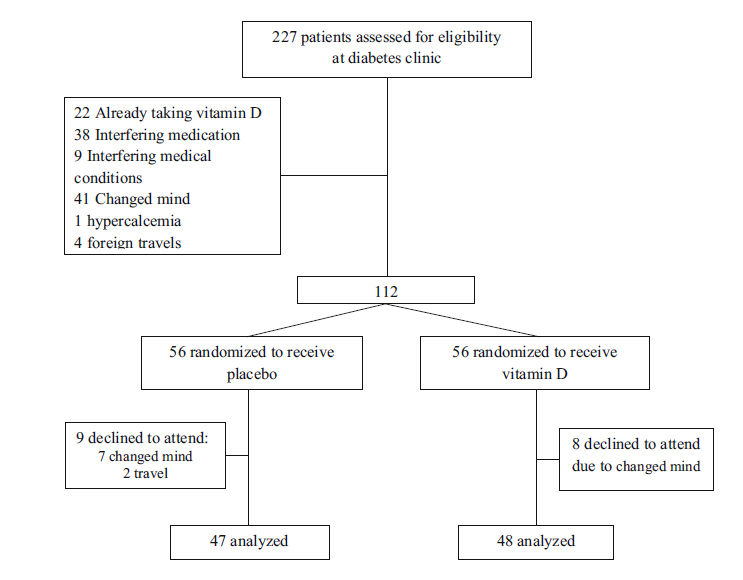 227 patients assessed for eligibility
at diabetes clinic
22 Already taking vitamin D
38 Interfering medication
9 Interfering medical
conditions
41 Changed mind
1 hypercalcemia
4 foreign travels
112
56 randomized to receive
placebo
56 randomized to receive
vitamin D
9 declined to attend:
7 changed mind
2 travel
8 declined to attend
due to changed mind
47 analyzed
48 analyzed